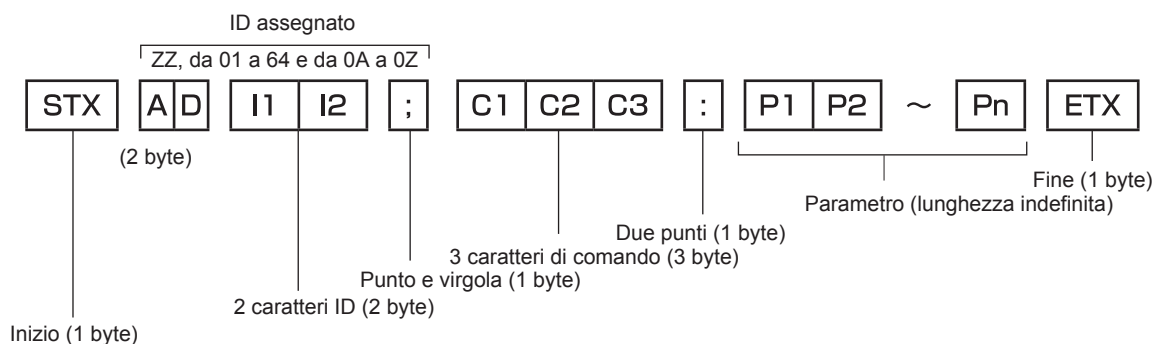 ID assegnato
ZZ, da 01 a 64 e da 0A a 0Z
STX A D I1 I2 ; C1 C2 C3 : P1 P2 ～ Pn ETX
(2 byte)
Fine (1 byte)
Parametro (lunghezza indefinita)
Due punti (1 byte)
3 caratteri di comando (3 byte)
Punto e virgola (1 byte)
2 caratteri ID (2 byte)
Inizio (1 byte)